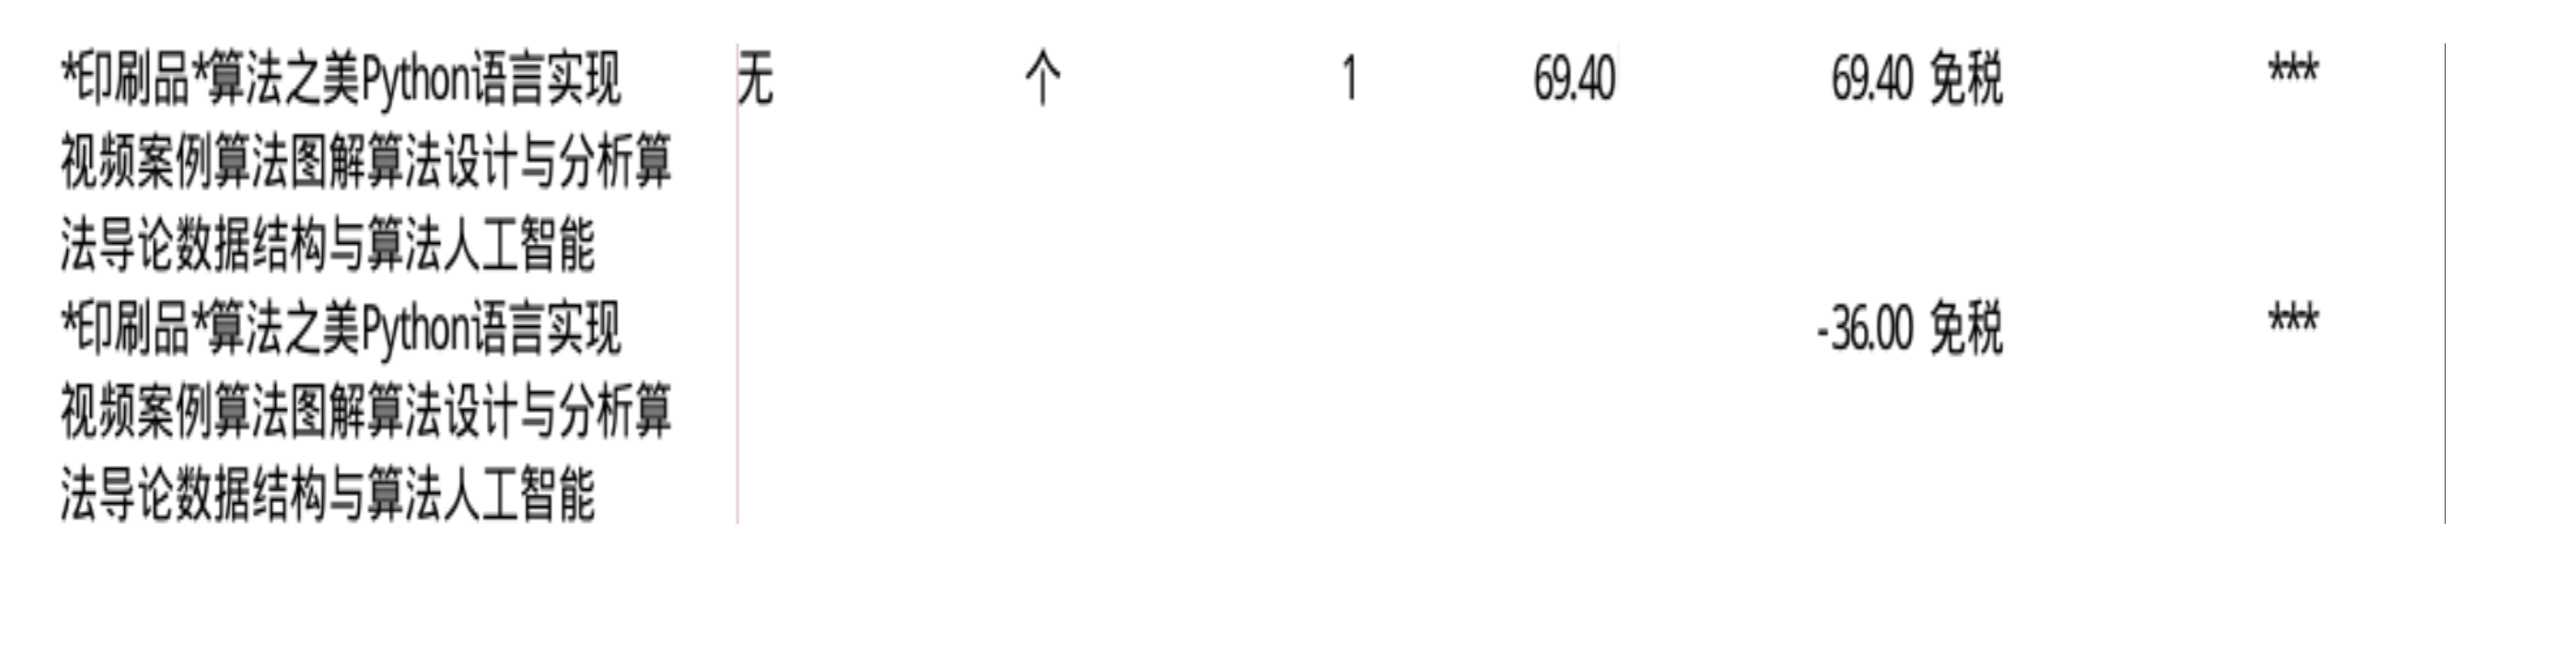 *印刷品*算法之美Python语言实现 无 个 1 69.40 69.40 免税 ***
视频案例算法图解算法设计与分析算
法导论数据结构与算法人工智能
*印刷品*算法之美Python语言实现 -36.00 免税 ***
视频案例算法图解算法设计与分析算
法导论数据结构与算法人工智能